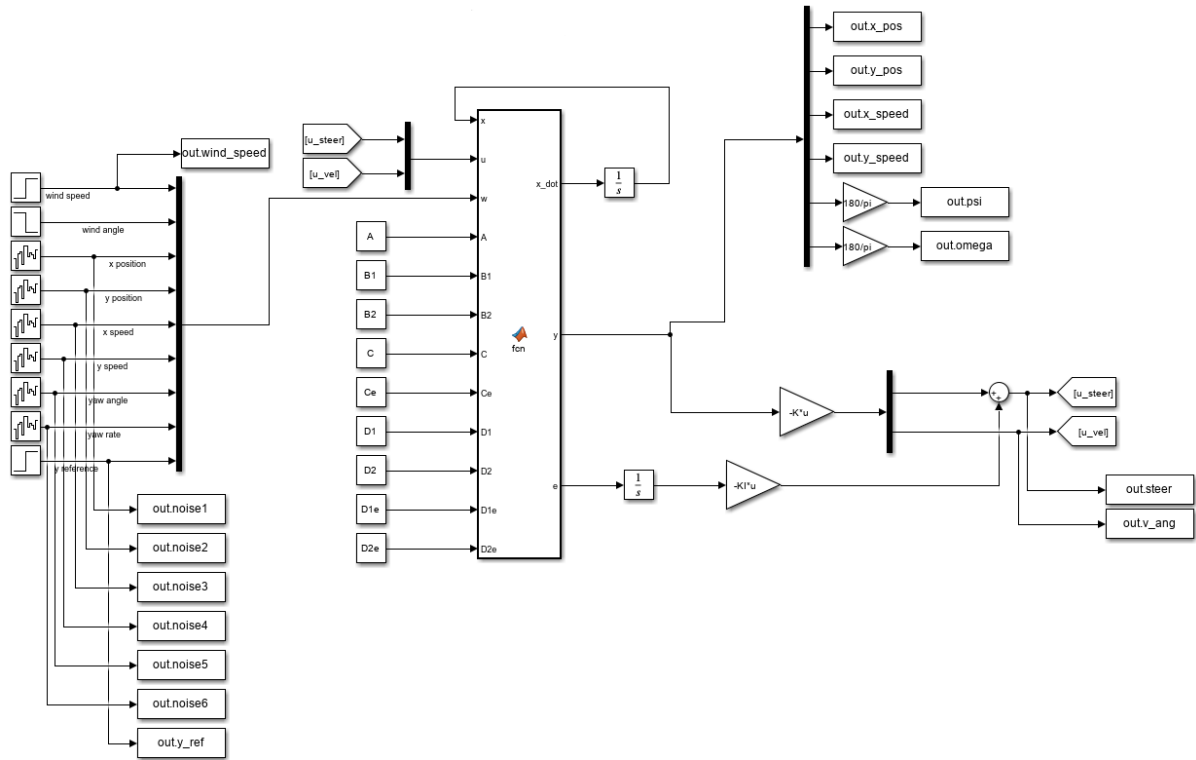 out.x_pos
out.y_pos
out.x_speed
out.y_speed
180/pi
out.psi
180/pi
out.omega
[u_steer]
[u_vel]
out.wind_speed
wind speed
wind angle
x position
y position
x speed
y speed
yaw angle
yaw rate
y reference
out.noise1
out.noise2
out.noise3
out.noise4
out.noise5
out.noise6
out.y_ref
A
B1
B2
C
Ce
D1
D2
D1e
D2e
x
u
w
A
B1
B2
C
Ce
D1
D2
D1e
D2e
fcn
x_dot
y
e
1
s
1
s
-K*u
-KI*u
+
+
[u_steer]
[u_vel]
out.steer
out.v_ang